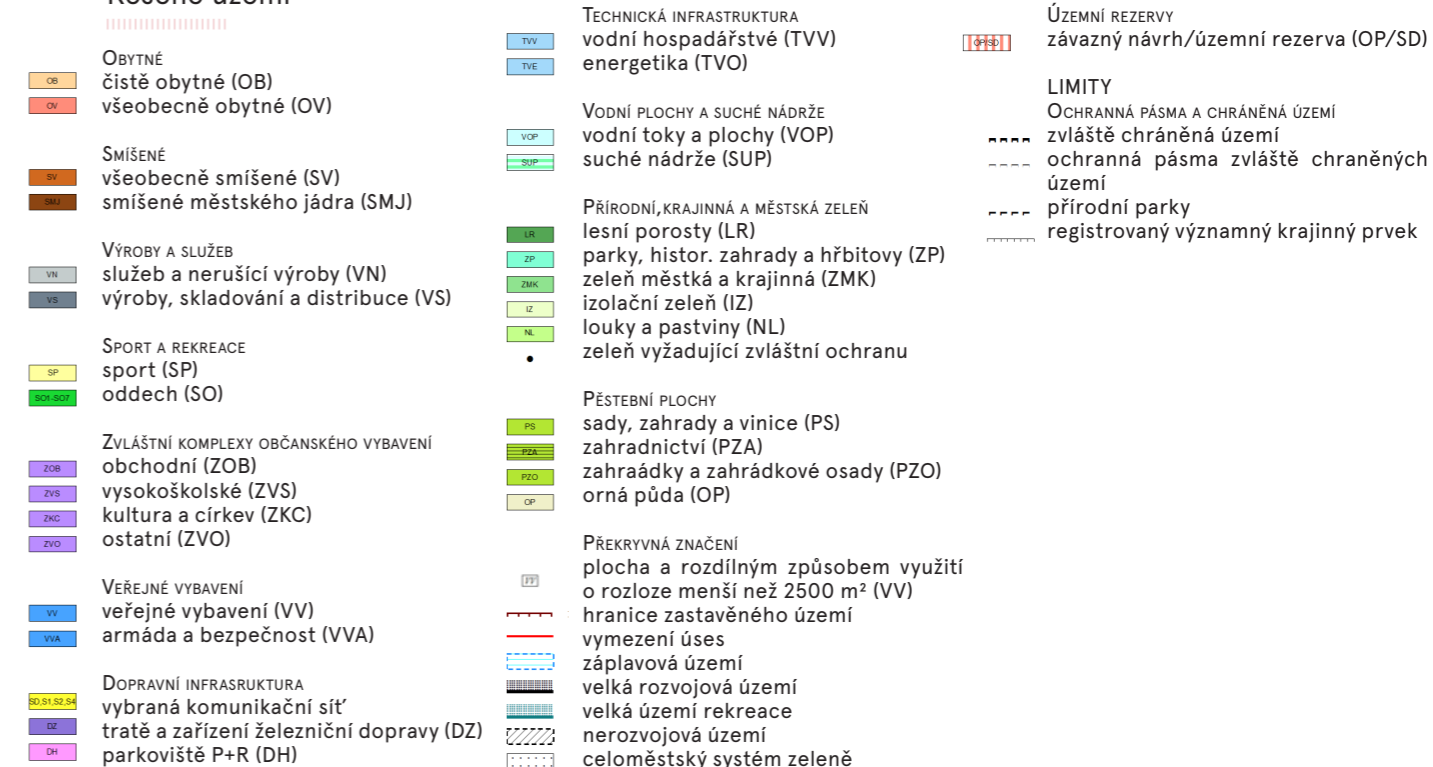 Řešené území
OBYTNÉ
OB čistě obytné (OB)
OV všeobecně obytné (OV)
SMÍŠENÉ
SV všeobecně smíšené (SV)
SMJ smíšené městského jádra (SMJ)
VÝROBY A SLUŽEB
VN služeb a nerušící výroby (VN)
VS výroby, skladování a distribuce (VS)
SPORT A REKREACE
SP sport (SP)
SO1-SO7 oddech (SO)
ZVLÁŠTNÍ KOMPLEXY OBČANSKÉHO VYBAVENÍ
ZOB obchodní (ZOB)
ZVS vysokoškolské (ZVS)
ZKC kultura a církev (ZKC)
ZVO ostatní (ZVO)
VEŘEJNÉ VYBAVENÍ
VV veřejné vybavení (VV)
VVA armáda a bezpečnost (VVA)
DOPRAVNÍ INFRASRUKTURA
SD,S1,S2,S4 vybraná komunikační síť
DZ tratě a zařízení železniční dopravy (DZ)
DH parkoviště P+R (DH)
TECHNICKÁ INFRASTRUKTURA
TVV vodní hospadářstvé (TVV)
TVE energetika (TVO)
VODNÍ PLOCHY A SUCHÉ NÁDRŽE
VOP vodní toky a plochy (VOP)
SUP suché nádrže (SUP)
PŘÍRODNÍ,KRAJINNÁ A MĚSTSKÁ ZELEŇ
LR lesní porosty (LR)
ZP parky, histor. zahrady a hřbitovy (ZP)
ZMK zeleň městká a krajinná (ZMK)
IZ izolační zeleň (IZ)
NL louky a pastviny (NL)
zeleň vyžadující zvláštní ochranu
PĚSTEBNÍ PLOCHY
PS sady, zahrady a vinice (PS)
PZA zahradnictví (PZA)
PZO zahraádky a zahrádkové osady (PZO)
OP orná půda (OP)
PŘEKRYVNÁ ZNAČENÍ
plocha a rozdílným způsobem využití
VV o rozloze menší než 2500 m² (VV)
hranice zastavěného území
vymezení úses
záplavová území
velká rozvojová území
velká území rekreace
nerozvojová území
celoměstský systém zeleně
ÚZEMNÍ REZERVY
OP/SD závazný návrh/územní rezerva (OP/SD)
LIMITY
OCHRANNÁ PÁSMA A CHRÁNĚNÁ ÚZEMÍ
zvláště chráněná území
ochranná pásma zvláště chraněných
území
přírodní parky
registrovaný významný krajinný prvek